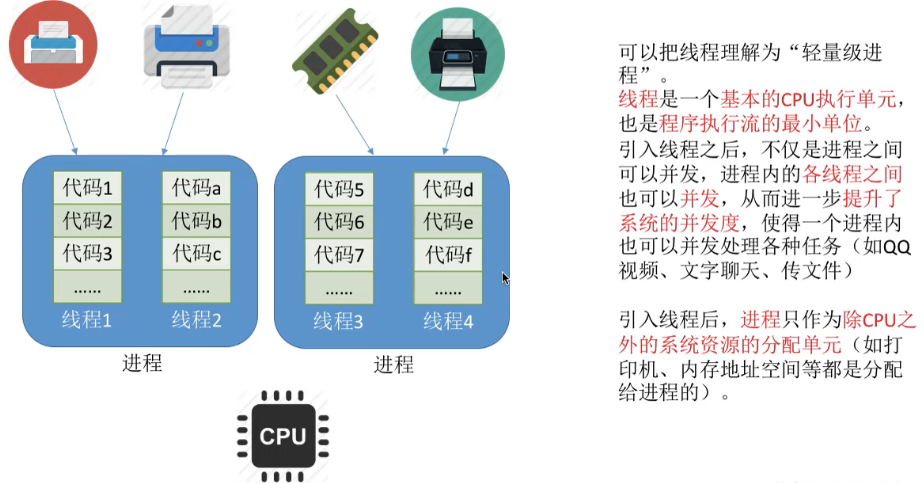 可以把线程理解为“轻量级进
程”。
线程是一个基本的CPU执行单元，
也是程序执行流的最小单位。
引入线程之后，不仅是进程之间
可以并发，进程内的各线程之间
也可以并发，从而进一步提升了
系统的并发度，使得一个进程内
也可以并发处理各种任务（如QQ
视频、文字聊天、传文件）
引入线程后，进程只作为除CPU之
外的系统资源的分配单元（如打
印机、内存地址空间等都是分配
给进程的）。
代码1
代码2
代码3
……
线程1
代码a
代码b
代码c
……
线程2
进程
代码5
代码6
代码7
……
线程3
代码d
代码e
代码f
……
线程4
进程
CPU